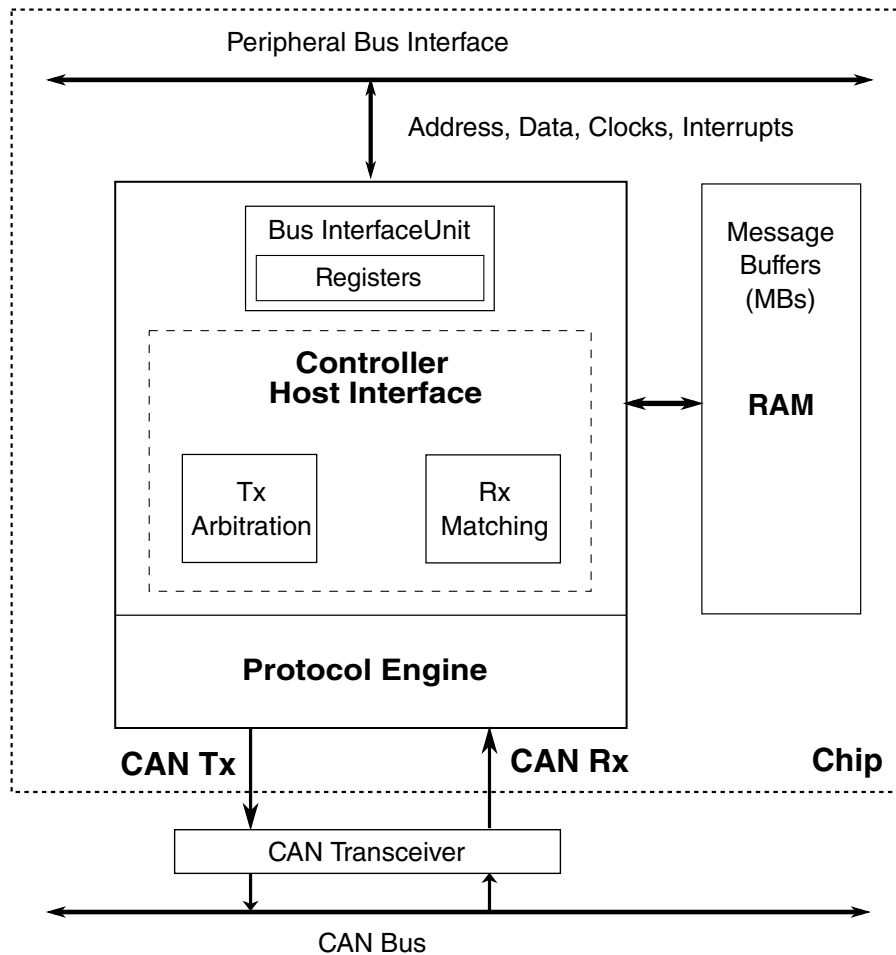 Peripheral Bus Interface
Address, Data, Clocks, Interrupts
Bus InterfaceUnit
Registers
Message
Buffers
(MBs)
RAM
Controller
Host Interface
Tx
Arbitration
Rx
Matching
Protocol Engine
CAN Tx
CAN Rx
Chip
CAN Transceiver
CAN Bus